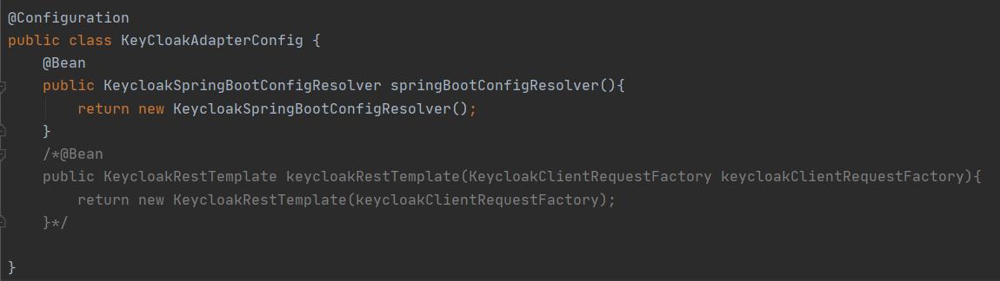 @Configuration
public class KeyCloakAdapterConfig {
    @Bean
    public KeycloakSpringBootConfigResolver springBootConfigResolver(){
        return new KeycloakSpringBootConfigResolver();
    }
    /*@Bean
    public KeycloakRestTemplate keycloakRestTemplate(KeycloakClientRequestFactory keycloakClientRequestFactory){
        return new KeycloakRestTemplate(keycloakClientRequestFactory);
    }*/
}